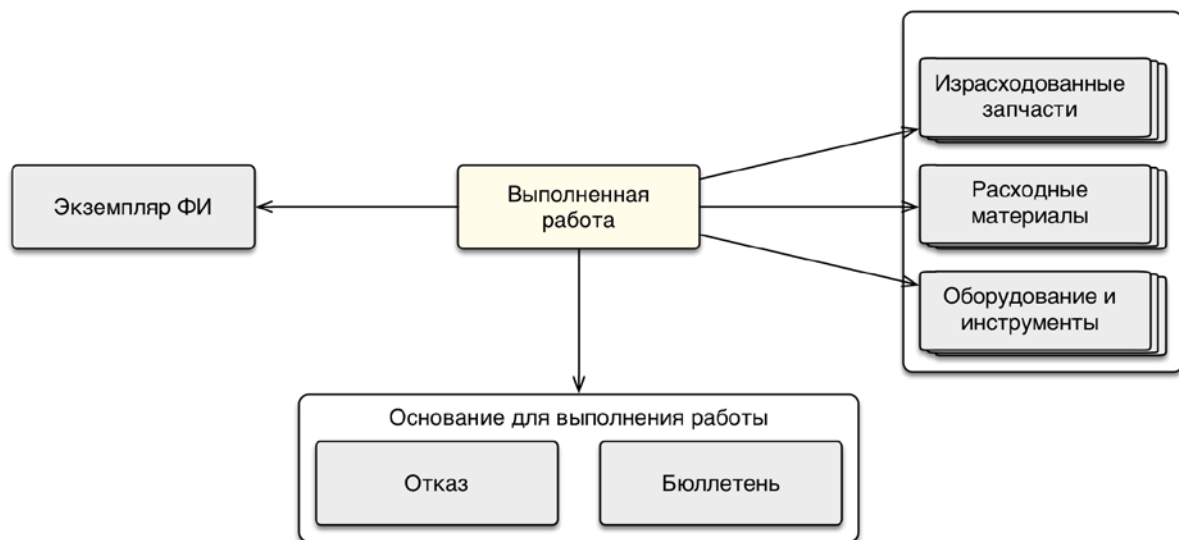 Израсходованные
запчасти
Экземпляр ФИ
Выполненная
работа
Расходные
материалы
Оборудование и
инструменты
Основание для выполнения работы
Отказ
Бюллетень